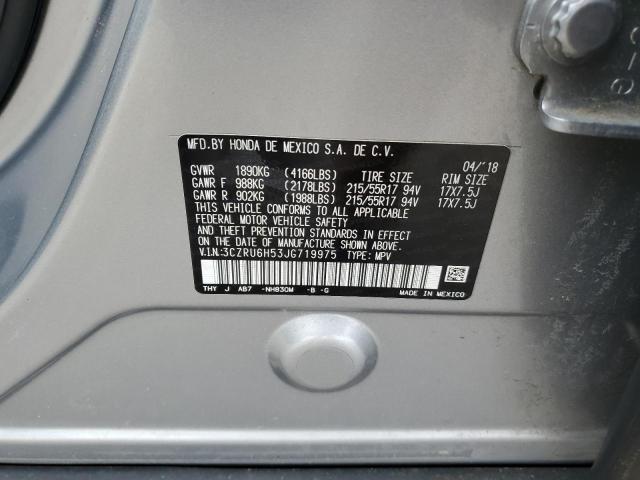 MFD.BY HONDA DE MEXICO S.A. DE C.V.
04/'18
GVWR 1890KG (4166LBS) TIRE SIZE RIM SIZE
GAWR F 988KG (2178LBS) 215/55R17 94V 17X7.5J
GAWR R 902KG (1988LBS) 215/55R17 94V 17X7.5J
THIS VEHICLE CONFORMS TO ALL APPLICABLE
FEDERAL MOTOR VEHICLE SAFETY
AND THEFT PREVENTION STANDARDS IN EFFECT
ON THE DATE OF MANUFACTURE SHOWN ABOVE.
V.I.N:3CZRU6H53JG719975 TYPE: MPV
THY J AB7 -NH830M -B -G MADE IN MEXICO